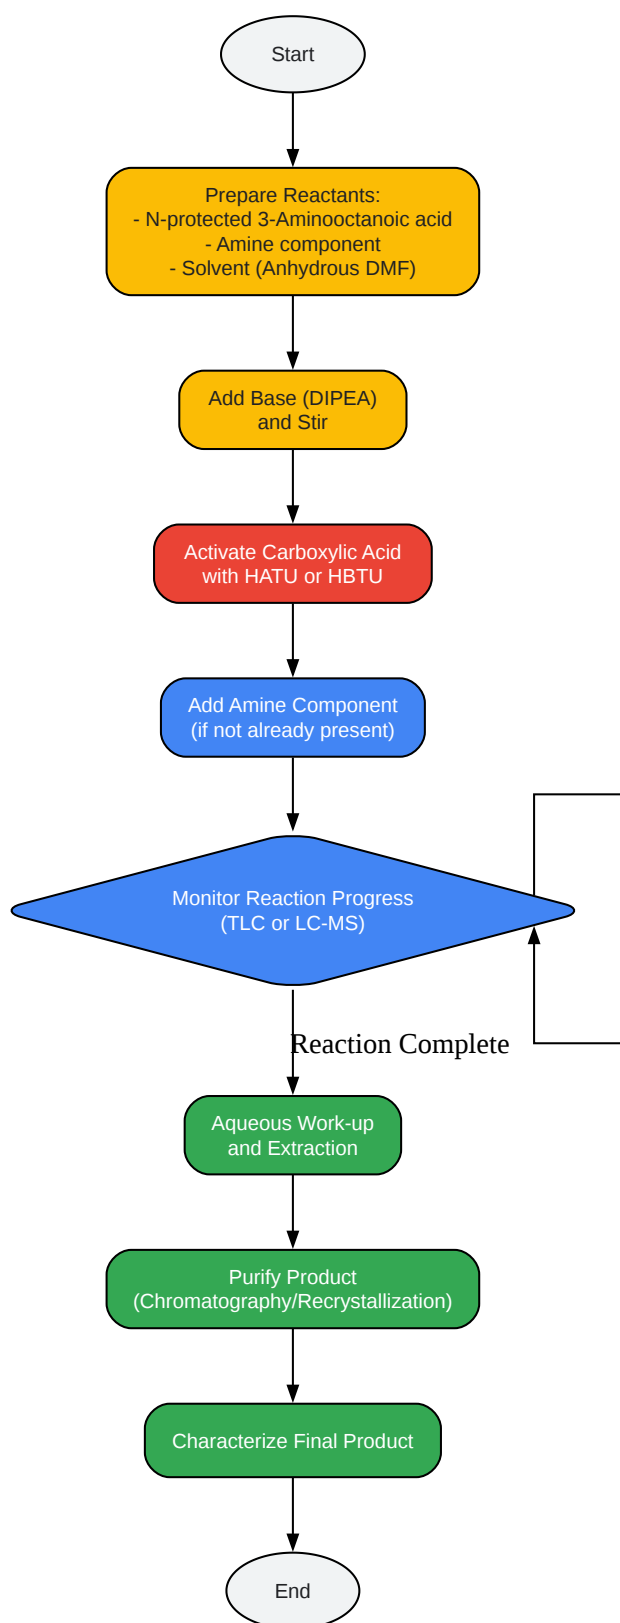 Start
Prepare Reactants:
- N-protected 3-Aminooctanoic acid
- Amine component
- Solvent (Anhydrous DMF)
Add Base (DIPEA)
and Stir
Activate Carboxylic Acid
with HATU or HBTU
Add Amine Component
(if not already present)
Monitor Reaction Progress
(TLC or LC-MS)
Reaction Complete
Aqueous Work-up
and Extraction
Purify Product
(Chromatography/Recrystallization)
Characterize Final Product
End